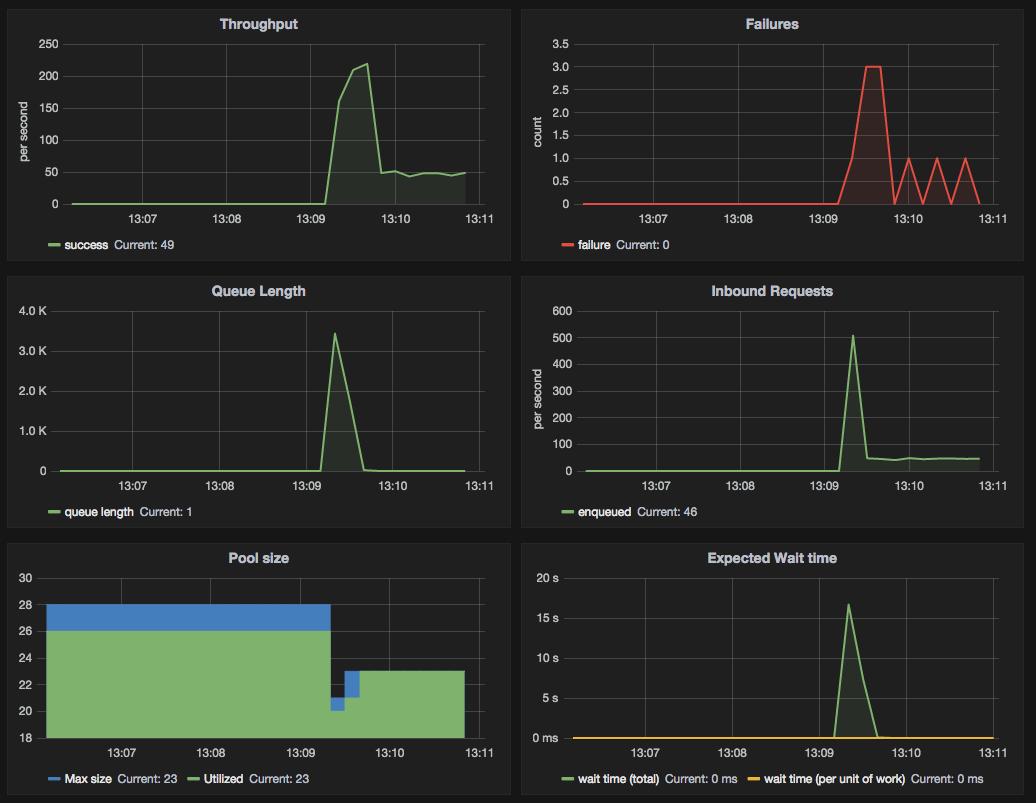 Throughput
250
200
150
100
50
0
per second
13:07 13:08 13:09 13:10 13:11
success Current: 49
Failures
3.5
3.0
2.5
2.0
1.5
1.0
0.5
0
count
13:07 13:08 13:09 13:10 13:11
failure Current: 0
Queue Length
4.0 K
3.0 K
2.0 K
1.0 K
0
13:07 13:08 13:09 13:10 13:11
queue length Current: 1
Inbound Requests
600
500
400
300
200
100
0
per second
13:07 13:08 13:09 13:10 13:11
enqueued Current: 46
Pool size
30
28
26
24
22
20
18
13:07 13:08 13:09 13:10 13:11
Max size Current: 23 Utilized Current: 23
Expected Wait time
20 s
15 s
10 s
5 s
0 ms
13:07 13:08 13:09 13:10 13:11
wait time (total) Current: 0 ms wait time (per unit of work) Current: 0 ms